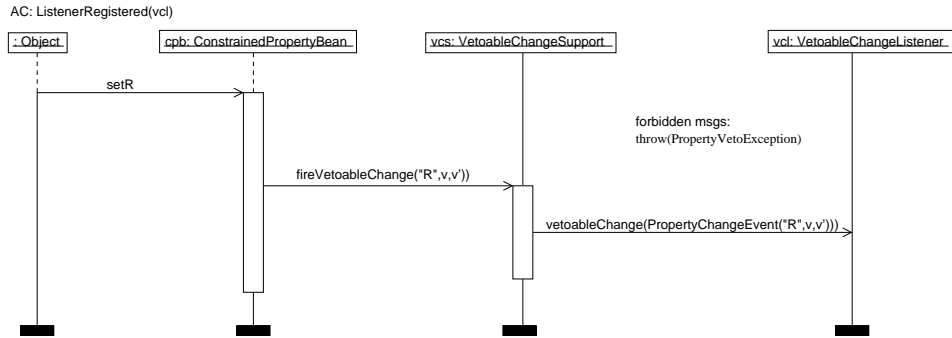 AC: ListenerRegistered(vcl)
: Object
cpb: ConstrainedPropertyBean
vcs: VetoableChangeSupport
vcl: VetoableChangeListener
setR
forbidden msgs:
throw(PropertyVetoException)
fireVetoableChange("R",v,v'))
vetoableChange(PropertyChangeEvent("R",v,v')))